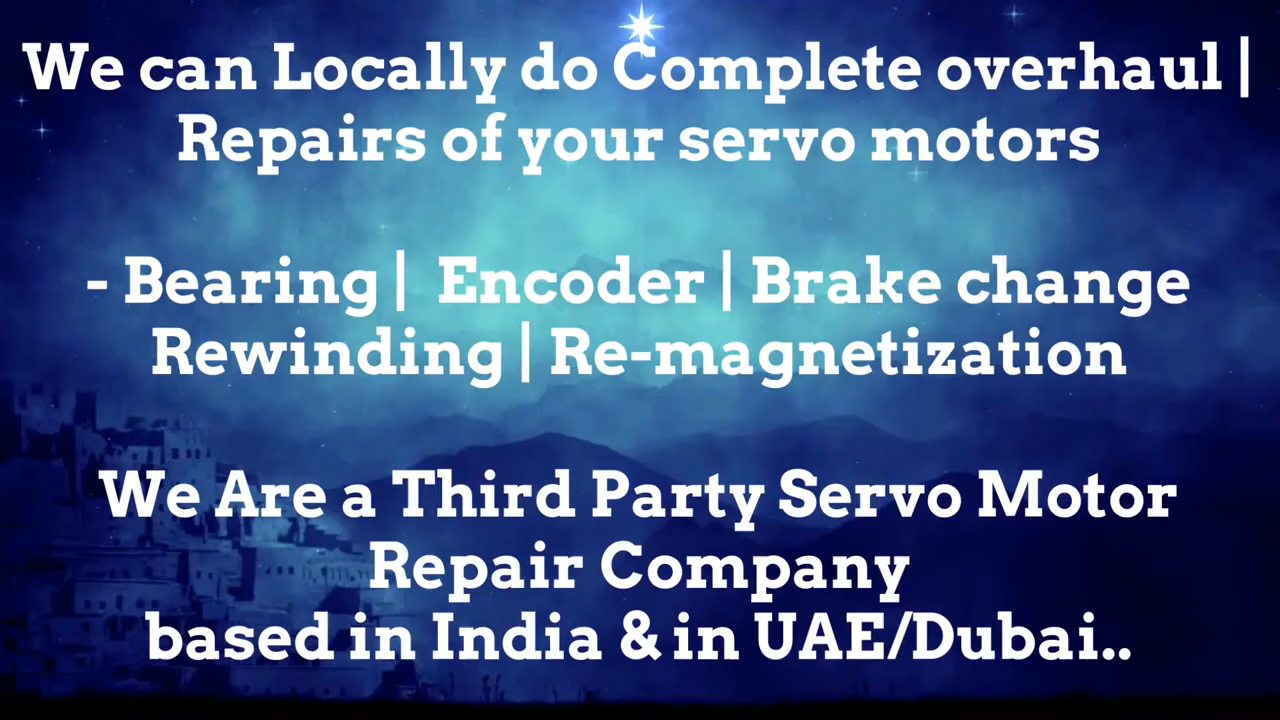 We can Locally do Complete overhaul |
Repairs of your servo motors
- Bearing | Encoder | Brake change
Rewinding | Re-magnetization
We Are a Third Party Servo Motor
Repair Company
based in India & in UAE/Dubai..